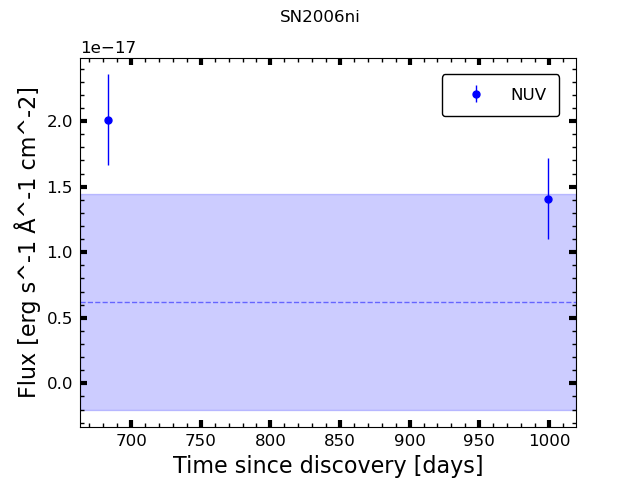 SN2006ni
1e−17
NUV
2.0
1.5
1.0
0.5
0.0
Flux [erg s^-1 Å^-1 cm^-2]
700 750 800 850 900 950 1000
Time since discovery [days]